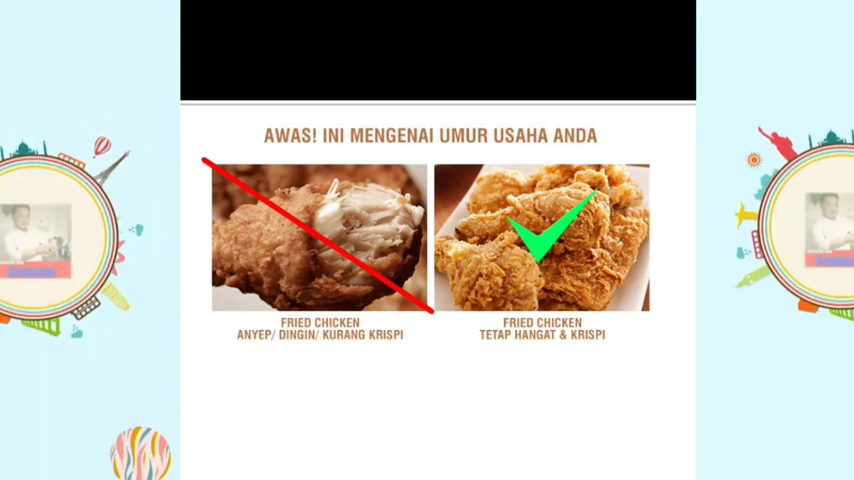 AWAS! INI MENGENAI UMUR USAHA ANDA
FRIED CHICKEN
ANYEP/ DINGIN/ KURANG KRISPI
FRIED CHICKEN
TETAP HANGAT & KRISPI